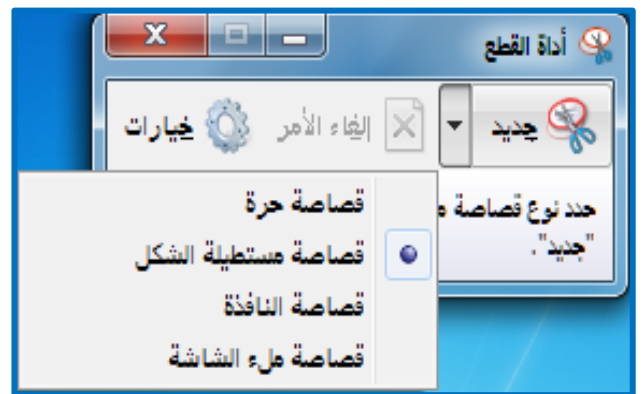 أداة القطع
جديد إلغاء الأمر خيارات
حدد نوع قصاصة
"جديد".
قصاصة حرة
قصاصة مستطيلة الشكل
قصاصة النافذة
قصاصة ملء الشاشة